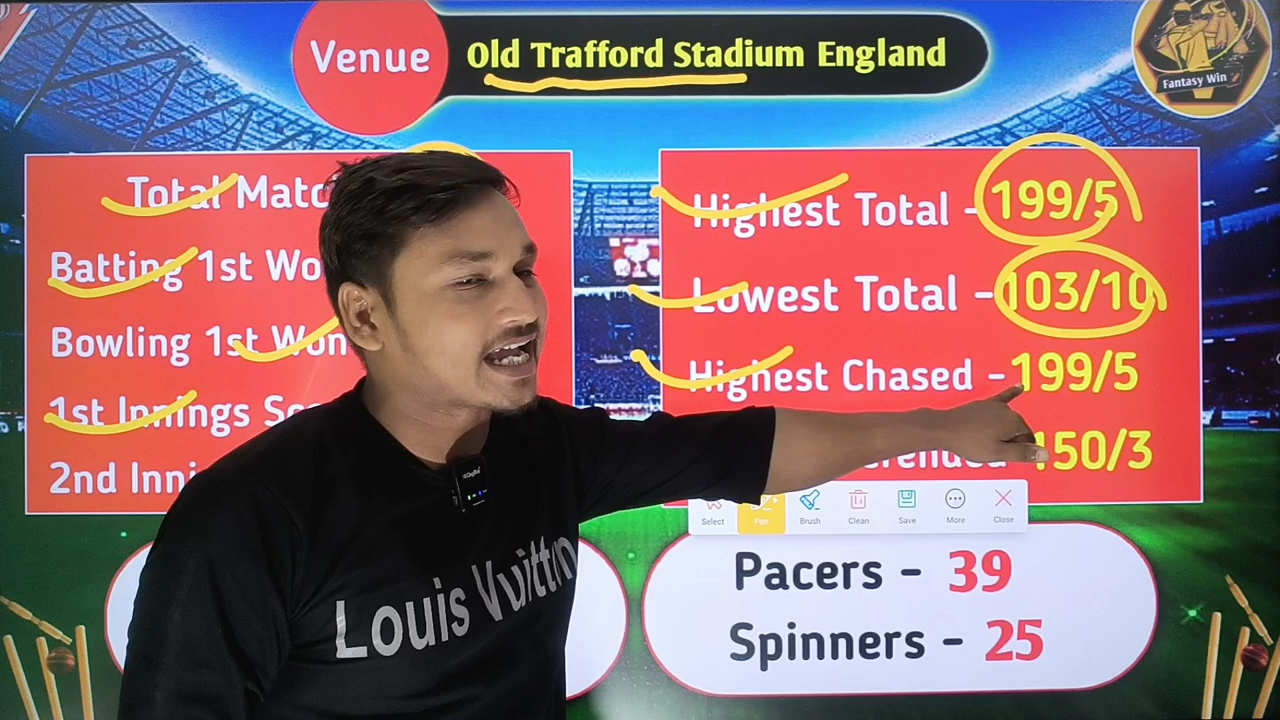 Venue
Old Trafford Stadium England
Fantasy Win
Total Matc
Batting 1st Wo
Bowling 1st Won
1st Innings Sc
2nd Inni
Highest Total - 199/5
Lowest Total - 103/10
Highest Chased - 199/5
150/3
Select Pen Brush Clean Save More Close
Pacers - 39
Spinners - 25
Louis Vuitton